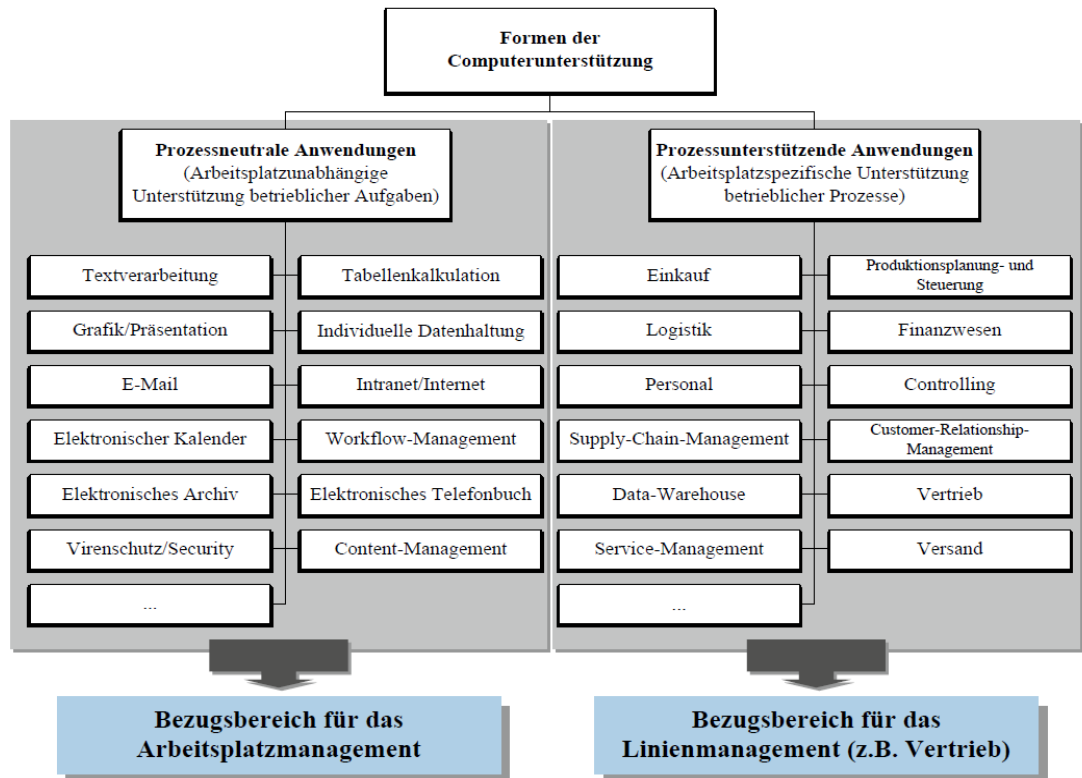 Formen der
Computerunterstützung
Prozessneutrale Anwendungen
(Arbeitsplatzunabhängige
Unterstützung betrieblicher Aufgaben)
Textverarbeitung
Tabellenkalkulation
Grafik/Präsentation
Individuelle Datenhaltung
E-Mail
Intranet/Internet
Elektronischer Kalender
Workflow-Management
Elektronisches Archiv
Elektronisches Telefonbuch
Virenschutz/Security
Content-Management
...
Bezugsbereich für das
Arbeitsplatzmanagement
Prozessunterstützende Anwendungen
(Arbeitsplatzspezifische Unterstützung
betrieblicher Prozesse)
Einkauf
Produktionsplanung- und
Steuerung
Logistik
Finanzwesen
Personal
Controlling
Supply-Chain-Management
Customer-Relationship-
Management
Data-Warehouse
Vertrieb
Service-Management
Versand
...
Bezugsbereich für das
Linienmanagement (z.B. Vertrieb)